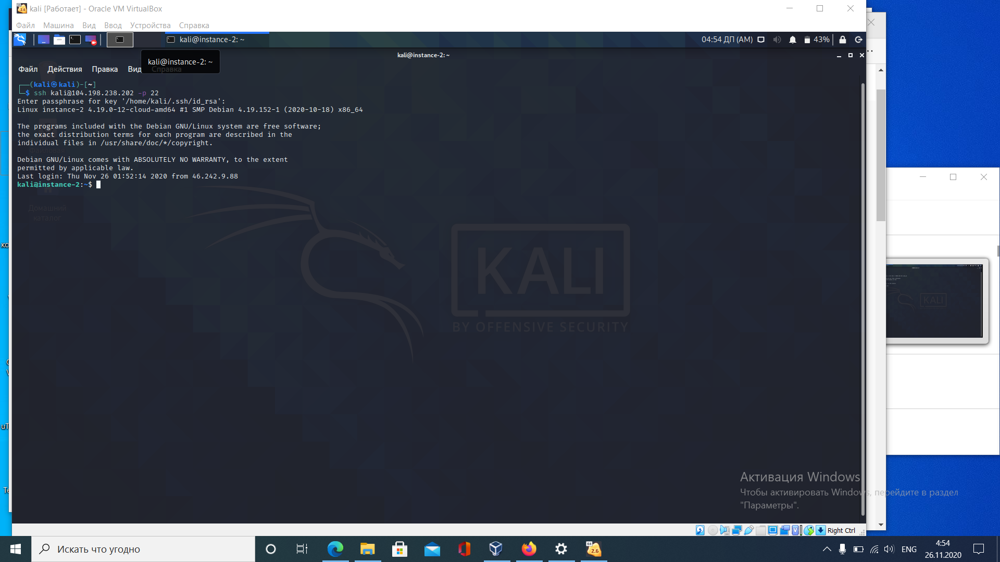 kali [Работает] - Oracle VM VirtualBox
Файл Машина Вид Ввод Устройства Справка
kali@instance-2: ~
04:54 ДП (AM)
43%
kali@instance-2: ~
kali@instance-2: ~
Файл Действия Правка Вид Справка
┌──(kali㉿kali)-[~]
└─$ ssh kali@104.198.238.202 -p 22
Enter passphrase for key '/home/kali/.ssh/id_rsa':
Linux instance-2 4.19.0-12-cloud-amd64 #1 SMP Debian 4.19.152-1 (2020-10-18) x86_64
The programs included with the Debian GNU/Linux system are free software;
the exact distribution terms for each program are described in the
individual files in /usr/share/doc/*/copyright.
Debian GNU/Linux comes with ABSOLUTELY NO WARRANTY, to the extent
permitted by applicable law.
Last login: Thu Nov 26 01:52:14 2020 from 46.242.9.88
kali@instance-2:~$
Домашний
каталог
KALI
BY OFFENSIVE SECURITY
KALI
Активация Windows
Чтобы активировать Windows, перейдите в раздел
"Параметры".
Right Ctrl
Искать что угодно
64
2.6
ENG
4:54
26.11.2020